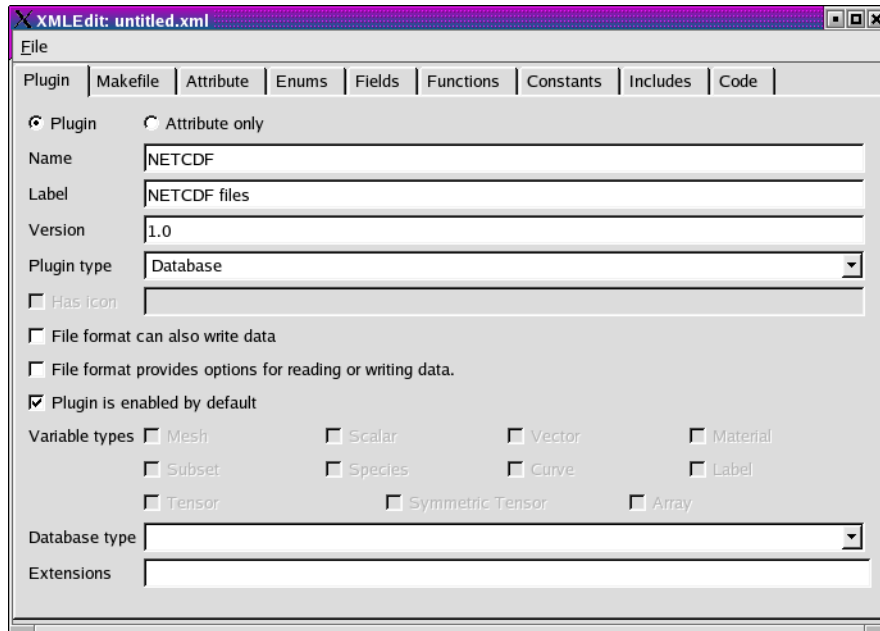 XMLEdit: untitled.xml
File
Plugin Makefile Attribute Enums Fields Functions Constants Includes Code
Plugin Attribute only
Name NETCDF
Label NETCDF files
Version 1.0
Plugin type Database
Has icon
File format can also write data
File format provides options for reading or writing data.
Plugin is enabled by default
Variable types Mesh Scalar Vector Material
Subset Species Curve Label
Tensor Symmetric Tensor Array
Database type
Extensions